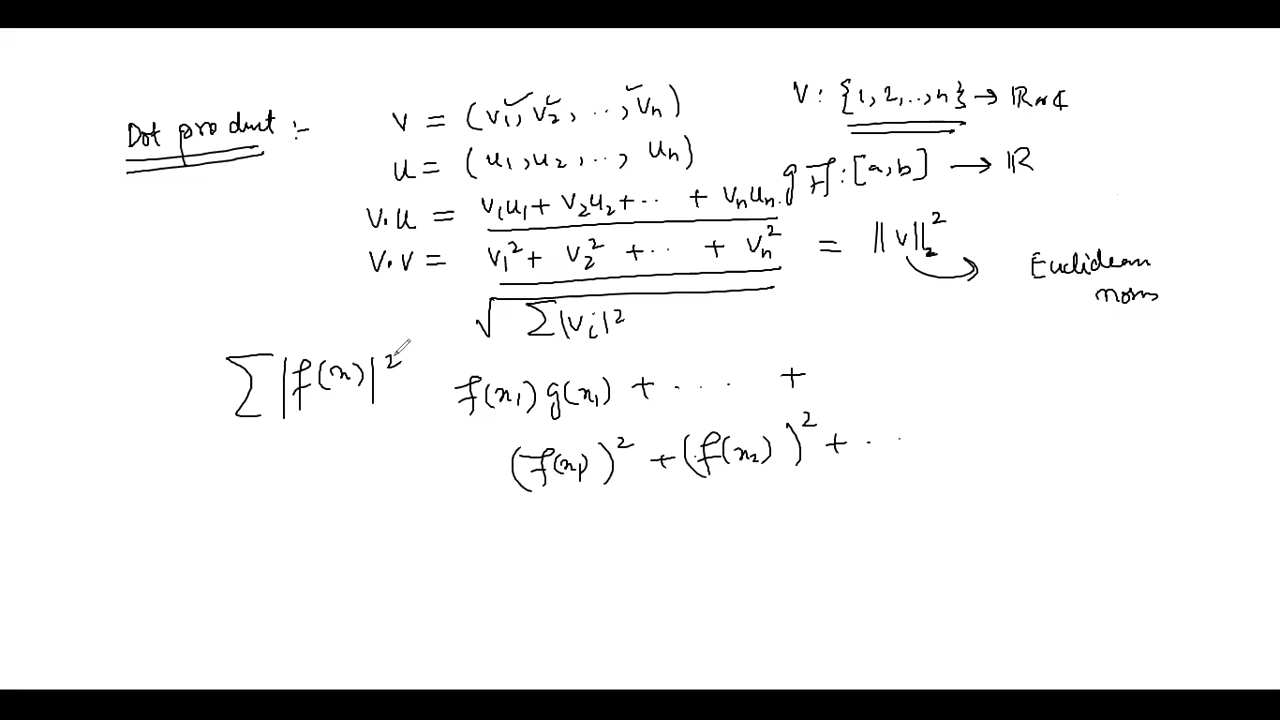 Dot product :-
v = (v₁, v₂, . . , vₙ)
v : {1, 2, .., n} → ℝ or ℂ
u = (u₁, u₂, . . , uₙ)
g f : [a, b] → ℝ
v·u = v₁u₁ + v₂u₂ + ·· + vₙuₙ.
v·v = v₁² + v₂² + ·· + vₙ² = ‖v‖₂²
Euclidean
norm
√ ∑|vᵢ|²
∑ |f(x)|²
f(x₁) g(x₁) + . . . +
(f(x₁))² + (f(x₂))² + . .